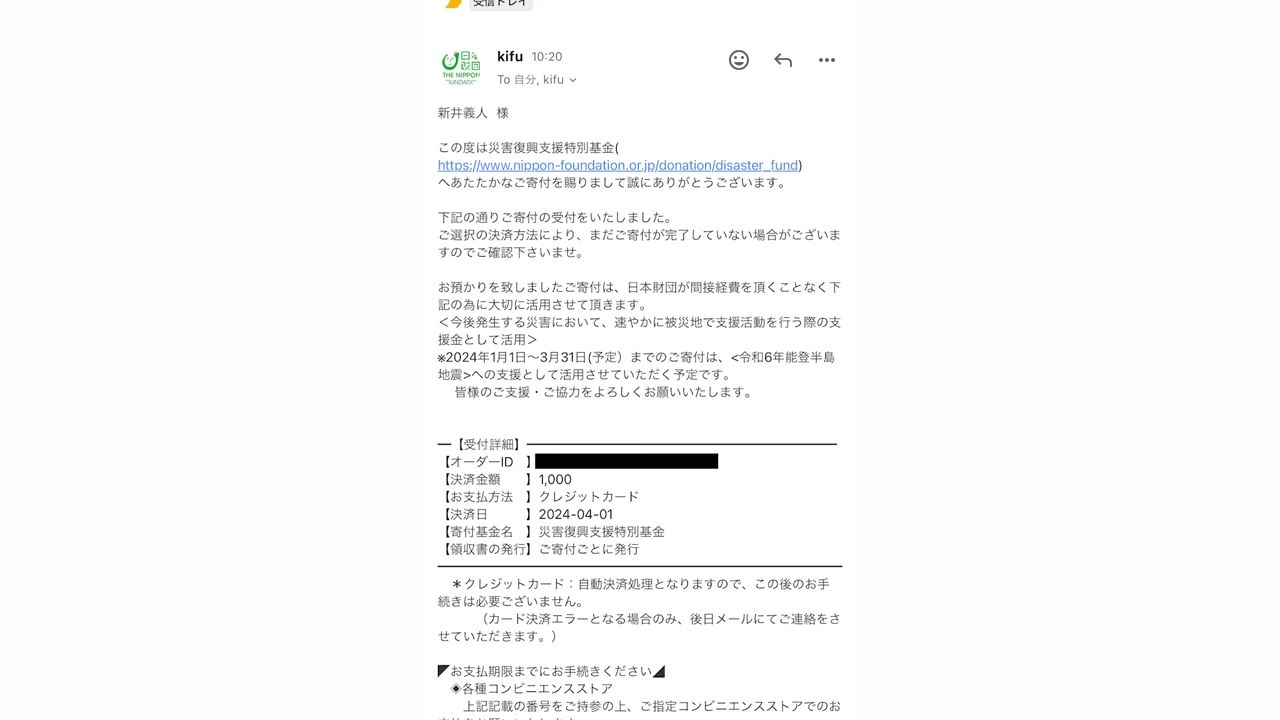 受信トレイ
日本
財団
THE NIPPON
FOUNDATION
kifu 10:20
To 自分, kifu
新井義人 様
この度は災害復興支援特別基金(
https://www.nippon-foundation.or.jp/donation/disaster_fund)
へあたたかなご寄付を賜りまして誠にありがとうございます。
下記の通りご寄付の受付をいたしました。
ご選択の決済方法により、まだご寄付が完了していない場合がございま
すのでご確認下さいませ。
お預かりを致しましたご寄付は、日本財団が間接経費を頂くことなく下
記の為に大切に活用させて頂きます。
＜今後発生する災害において、速やかに被災地で支援活動を行う際の支
援金として活用＞
※2024年1月1日～3月31日(予定）までのご寄付は、<令和6年能登半島
地震>への支援として活用させていただく予定です。
皆様のご支援・ご協力をよろしくお願いいたします。
―【受付詳細】―――――――――――――――
【オーダーID 】
【決済金額 】1,000
【お支払方法 】クレジットカード
【決済日 】2024-04-01
【寄付基金名 】災害復興支援特別基金
【領収書の発行】ご寄付ごとに発行
＊クレジットカード：自動決済処理となりますので、この後のお手
続きは必要ございません。
（カード決済エラーとなる場合のみ、後日メールにてご連絡をさ
せていただきます。）
◤お支払期限までにお手続きください◢
◈各種コンビニエンスストア
上記記載の番号をご持参の上、ご指定コンビニエンスストアでのお